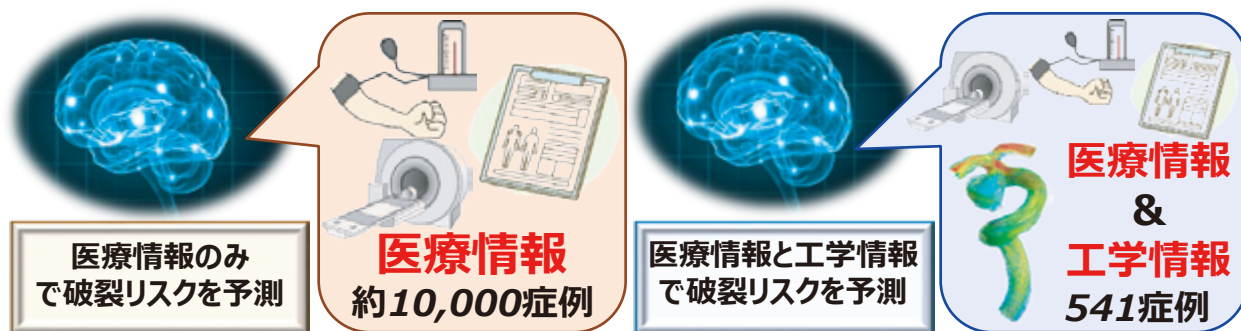 医療情報のみ
で破裂リスクを予測
医療情報
約10,000症例
医療情報と工学情報
で破裂リスクを予測
医療情報
&
工学情報
541症例